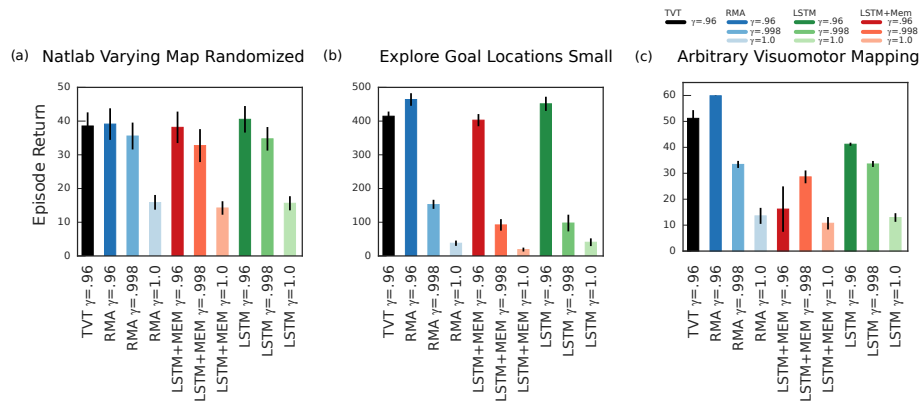 TVT RMA LSTM LSTM+Mem
γ=.96 γ=.96 γ=.96 γ=.96
γ=.998 γ=.998 γ=.998
γ=1.0 γ=1.0 γ=1.0
(a) Natlab Varying Map Randomized
(b) Explore Goal Locations Small
(c) Arbitrary Visuomotor Mapping
Episode Return
50
40
30
20
10
0
TVT γ=.96
RMA γ=.96
RMA γ=.998
RMA γ=1.0
LSTM+MEM γ=.96
LSTM+MEM γ=.998
LSTM+MEM γ=1.0
LSTM γ=.96
LSTM γ=.998
LSTM γ=1.0
500
400
300
200
100
0
TVT γ=.96
RMA γ=.96
RMA γ=.998
RMA γ=1.0
LSTM+MEM γ=.96
LSTM+MEM γ=.998
LSTM+MEM γ=1.0
LSTM γ=.96
LSTM γ=.998
LSTM γ=1.0
60
50
40
30
20
10
0
TVT γ=.96
RMA γ=.96
RMA γ=.998
RMA γ=1.0
LSTM+MEM γ=.96
LSTM+MEM γ=.998
LSTM+MEM γ=1.0
LSTM γ=.96
LSTM γ=.998
LSTM γ=1.0